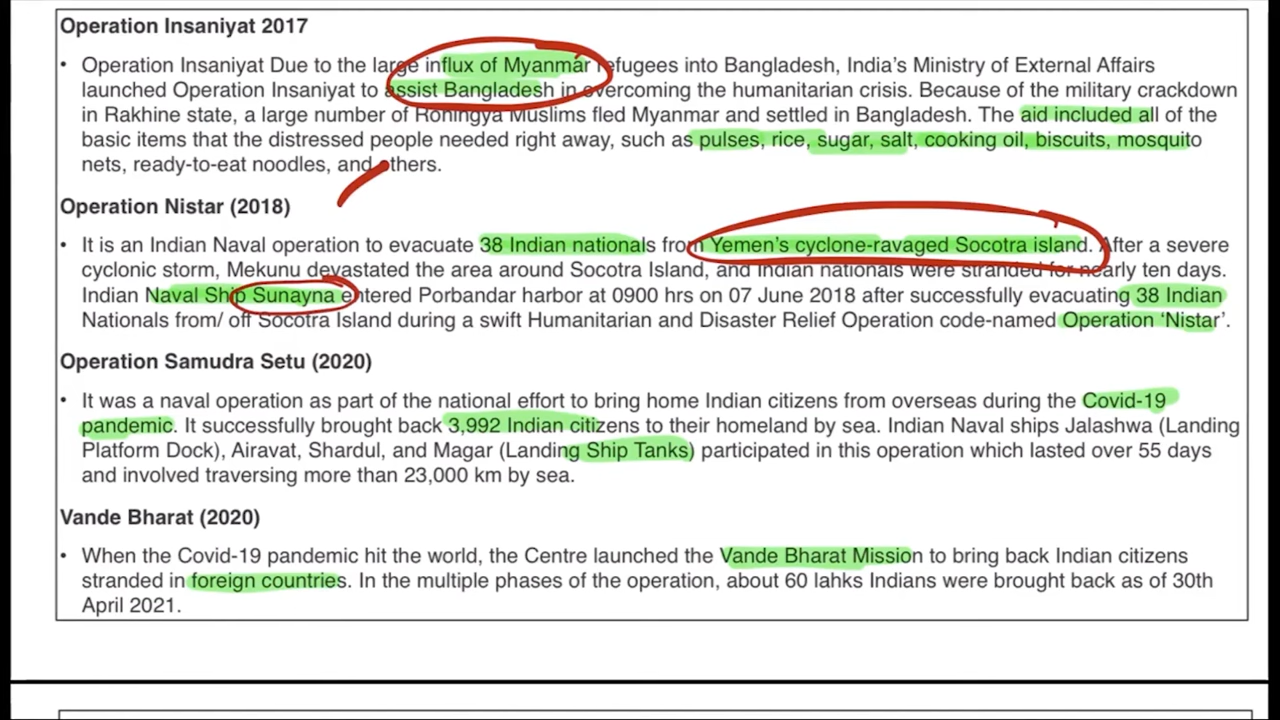 Operation Insaniyat 2017
• Operation Insaniyat Due to the large influx of Myanmar refugees into Bangladesh, India's Ministry of External Affairs
launched Operation Insaniyat to assist Bangladesh in overcoming the humanitarian crisis. Because of the military crackdown
in Rakhine state, a large number of Rohingya Muslims fled Myanmar and settled in Bangladesh. The aid included all of the
basic items that the distressed people needed right away, such as pulses, rice, sugar, salt, cooking oil, biscuits, mosquito
nets, ready-to-eat noodles, and others.
Operation Nistar (2018)
• It is an Indian Naval operation to evacuate 38 Indian nationals from Yemen's cyclone-ravaged Socotra island. After a severe
cyclonic storm, Mekunu devastated the area around Socotra Island, and Indian nationals were stranded for nearly ten days.
Indian Naval Ship Sunayna entered Porbandar harbor at 0900 hrs on 07 June 2018 after successfully evacuating 38 Indian
Nationals from/ off Socotra Island during a swift Humanitarian and Disaster Relief Operation code-named Operation ‘Nistar’.
Operation Samudra Setu (2020)
• It was a naval operation as part of the national effort to bring home Indian citizens from overseas during the Covid-19
pandemic. It successfully brought back 3,992 Indian citizens to their homeland by sea. Indian Naval ships Jalashwa (Landing
Platform Dock), Airavat, Shardul, and Magar (Landing Ship Tanks) participated in this operation which lasted over 55 days
and involved traversing more than 23,000 km by sea.
Vande Bharat (2020)
• When the Covid-19 pandemic hit the world, the Centre launched the Vande Bharat Mission to bring back Indian citizens
stranded in foreign countries. In the multiple phases of the operation, about 60 lahks Indians were brought back as of 30th
April 2021.